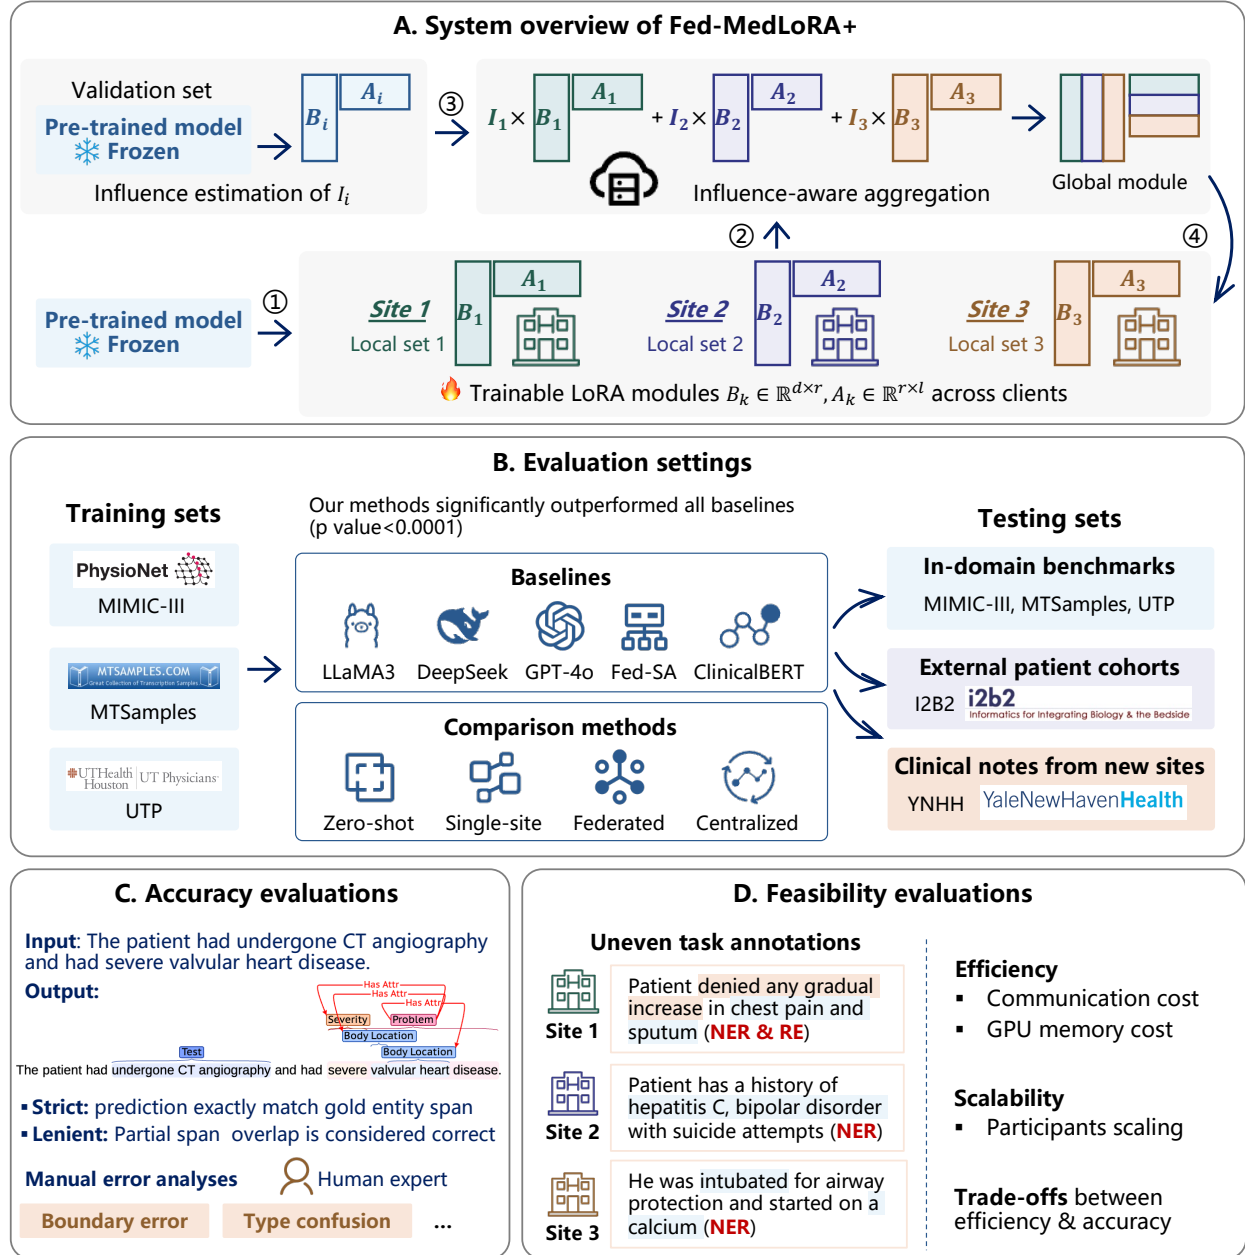 A. System overview of Fed-MedLoRA+
Validation set
Pre-trained model
Frozen
B_i
A_i
Influence estimation of I_i
③
I_1 × B_1 A_1 + I_2 × B_2 A_2 + I_3 × B_3 A_3
Influence-aware aggregation
Global module
②
④
Pre-trained model
Frozen
①
Site 1
Local set 1
B_1
A_1
Site 2
Local set 2
B_2
A_2
Site 3
Local set 3
B_3
A_3
Trainable LoRA modules B_k ∈ ℝ^{d×r}, A_k ∈ ℝ^{r×l} across clients
B. Evaluation settings
Training sets
PhysioNet
MIMIC-III
MTSAMPLES.COM
Great Collection of Transcription Samples
MTSamples
UTHealth Houston | UT Physicians
UTP
Our methods significantly outperformed all baselines
(p value<0.0001)
Baselines
LLaMA3
DeepSeek
GPT-4o
Fed-SA
ClinicalBERT
Comparison methods
Zero-shot
Single-site
Federated
Centralized
Testing sets
In-domain benchmarks
MIMIC-III, MTSamples, UTP
External patient cohorts
I2B2
i2b2
Informatics for Integrating Biology & the Bedside
Clinical notes from new sites
YNHH
YaleNewHavenHealth
C. Accuracy evaluations
Input: The patient had undergone CT angiography
and had severe valvular heart disease.
Output:
Has Attr
Has Attr
Has Attr
Severity
Problem
Body Location
Test
Body Location
The patient had undergone CT angiography and had severe valvular heart disease.
▪ Strict: prediction exactly match gold entity span
▪ Lenient: Partial span overlap is considered correct
Manual error analyses
Human expert
Boundary error
Type confusion
...
D. Feasibility evaluations
Uneven task annotations
Site 1
Patient denied any gradual
increase in chest pain and
sputum (NER & RE)
Site 2
Patient has a history of
hepatitis C, bipolar disorder
with suicide attempts (NER)
Site 3
He was intubated for airway
protection and started on a
calcium (NER)
Efficiency
▪ Communication cost
▪ GPU memory cost
Scalability
▪ Participants scaling
Trade-offs between
efficiency & accuracy